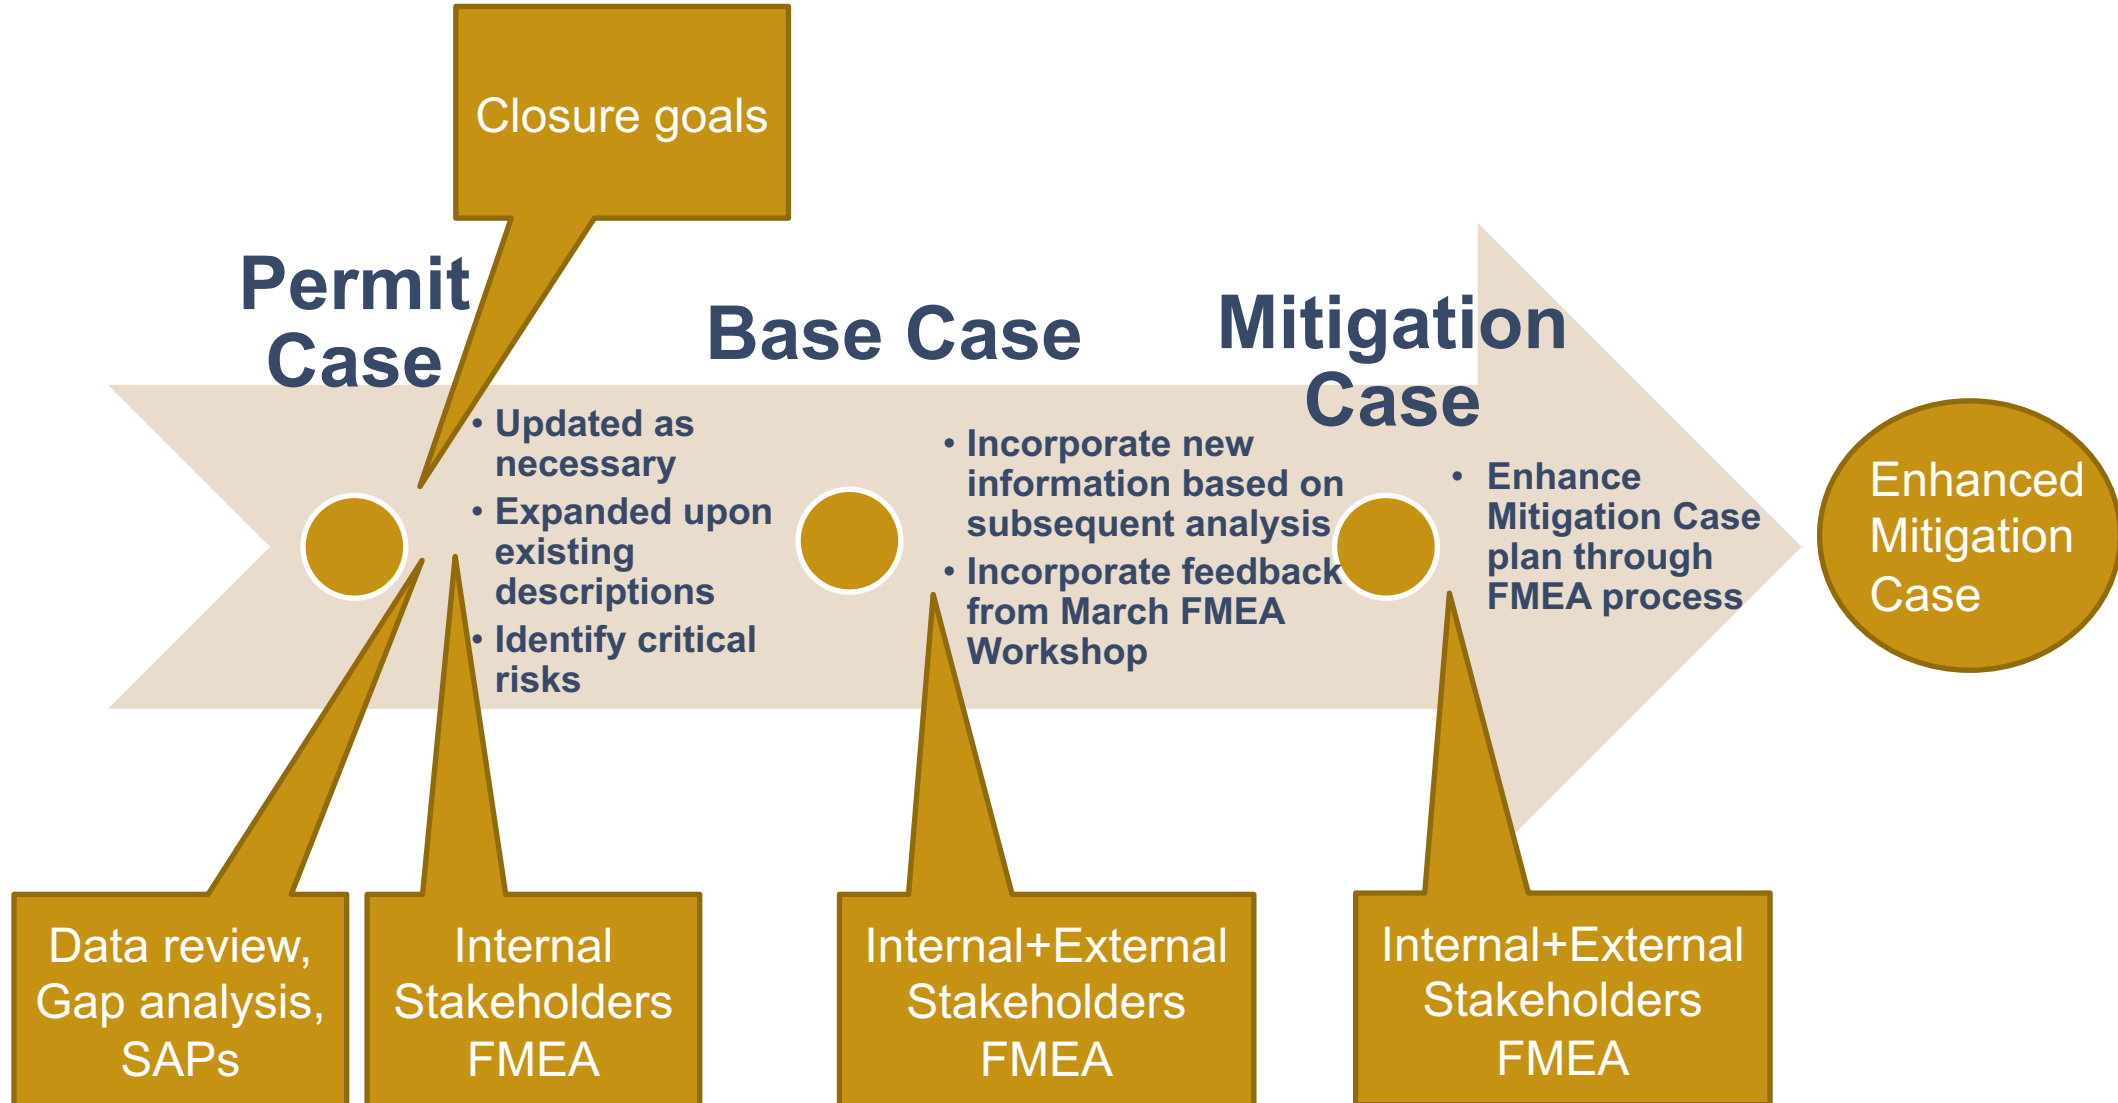 Closure goals
Permit
Case
Base Case
Mitigation
Case
• Updated as
necessary
• Expanded upon
existing
descriptions
• Identify critical
risks
• Incorporate new
information based on
subsequent analysis
• Incorporate feedback
from March FMEA
Workshop
• Enhance
Mitigation Case
plan through
FMEA process
Enhanced
Mitigation
Case
Data review,
Gap analysis,
SAPs
Internal
Stakeholders
FMEA
Internal+External
Stakeholders
FMEA
Internal+External
Stakeholders
FMEA